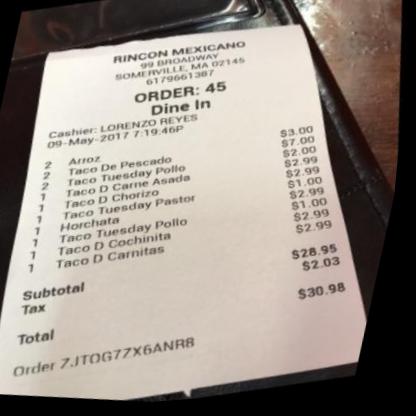 RINCON MEXICANO
99 BROADWAY
SOMERVILLE, MA 02145
6179661387
ORDER: 45
Dine In
Cashier: LORENZO REYES
09-May-2017 7:19:46P
2 Arroz $3.00
2 Taco De Pescado $7.00
2 Taco Tuesday Pollo $2.00
1 Taco D Carne Asada $2.99
1 Taco D Chorizo $2.99
1 Taco Tuesday Pastor $1.00
1 Horchata $2.99
1 Taco Tuesday Pollo $1.00
1 Taco D Cochinita $2.99
1 Taco D Carnitas $2.99
Subtotal $28.95
Tax $2.03
Total $30.98
Order ZJTOG7ZX6ANR8